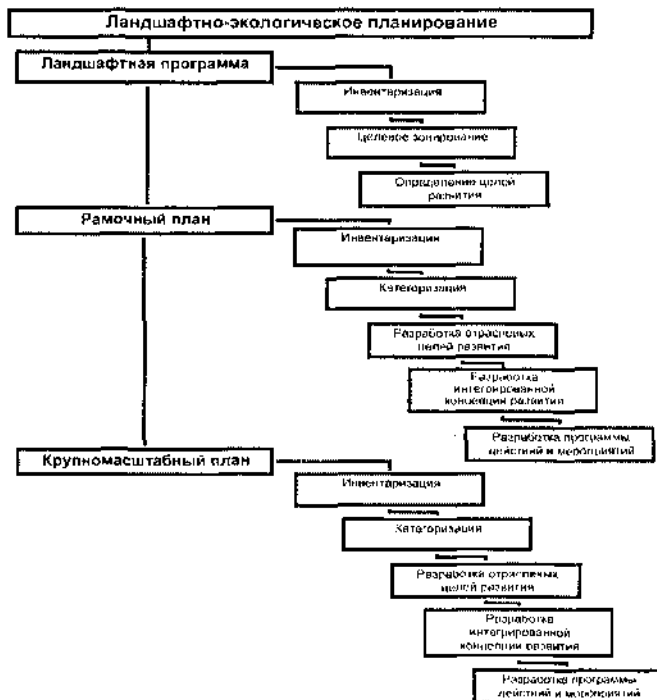 Ландшафтно-экологическое планирование
Ландшафтная программа
Инвентаризация
Целевое зонирование
Определение целей
развития
Рамочный план
Инвентаризация
Категоризация
Разработка отраслевых
целей развития
Разработка
интегрированной
концепции развития
Разработка программы
действий и мероприятий
Крупномасштабный план
Инвентаризация
Категоризация
Разработка отраслевых
целей развития
Разработка
интегрированной
концепции развития
Разработка программы
действий и мероприятий